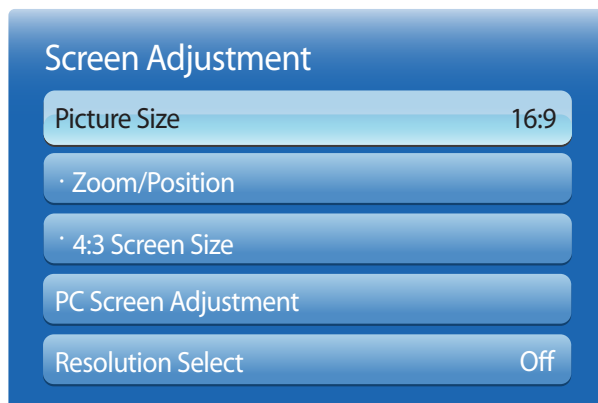 Screen Adjustment
Picture Size 16:9
· Zoom/Position
· 4:3 Screen Size
PC Screen Adjustment
Resolution Select Off